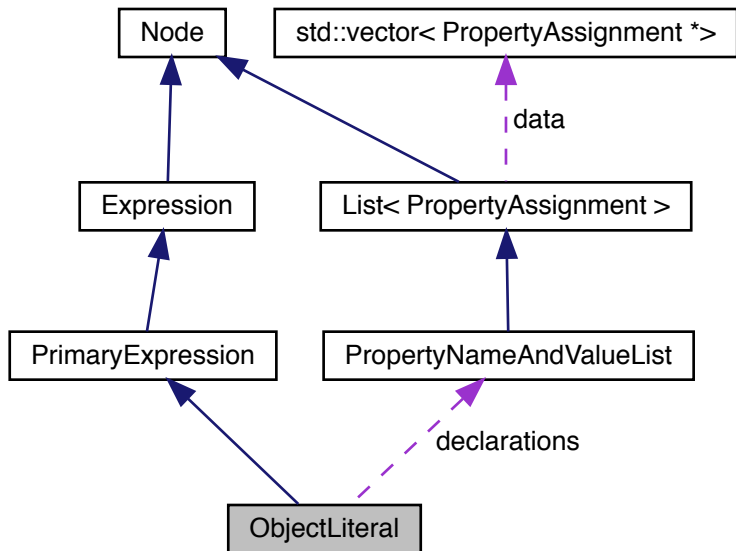 Node
std::vector< PropertyAssignment *>
data
Expression
List< PropertyAssignment >
PrimaryExpression
PropertyNameAndValueList
declarations
ObjectLiteral